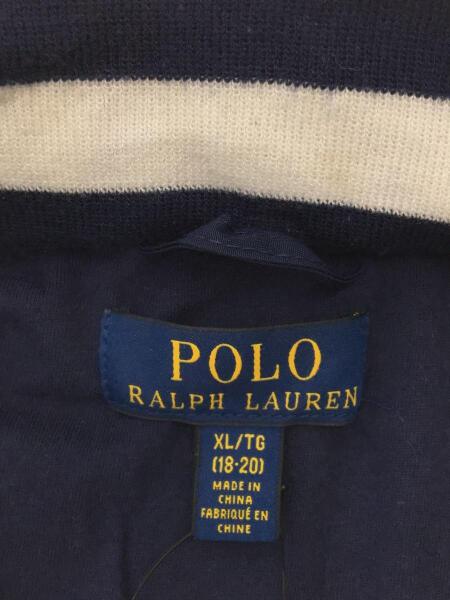 POLO
RALPH LAUREN
XL/TG
(18-20)
MADE IN
CHINA
FABRIQUÉ EN
CHINE